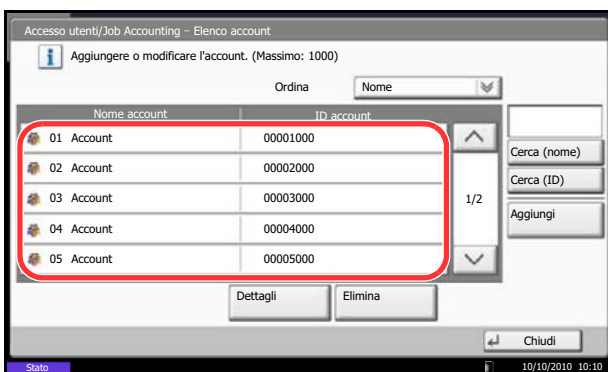 Accesso utenti/Job Accounting – Elenco account
Aggiungere o modificare l'account. (Massimo: 1000)
Ordina Nome
Nome account ID account
01 Account 00001000
02 Account 00002000
03 Account 00003000
04 Account 00004000
05 Account 00005000
1/2
Cerca (nome)
Cerca (ID)
Aggiungi
Dettagli Elimina
Chiudi
Stato 10/10/2010 10:10